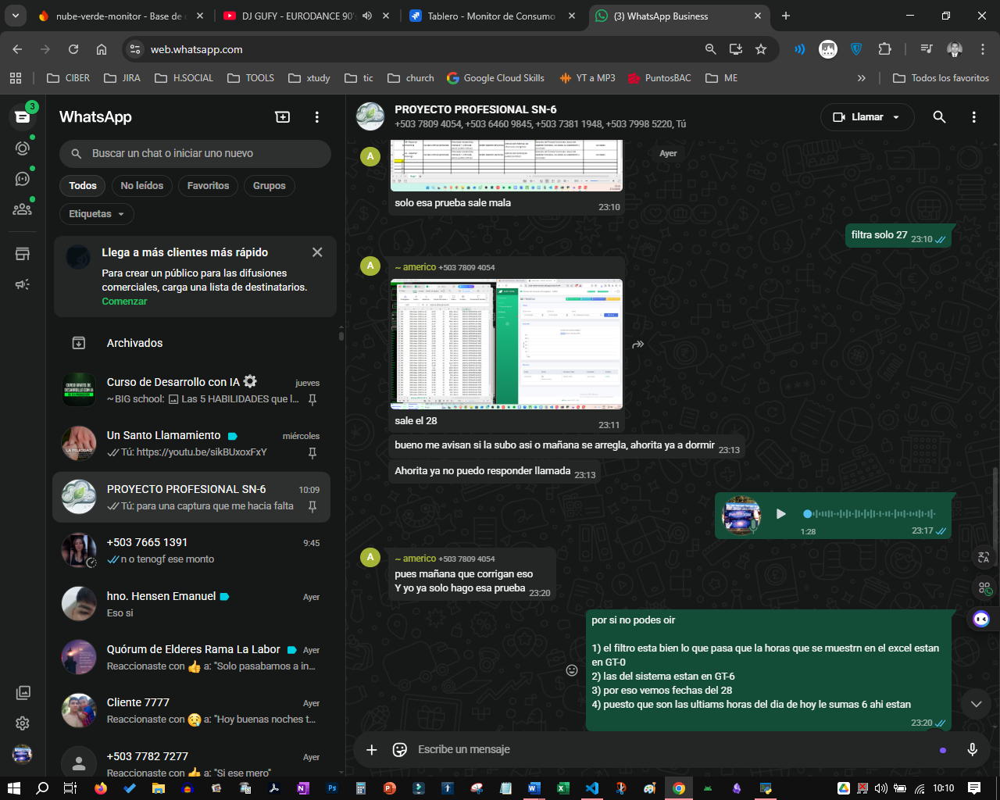 nube-verde-monitor - Base de
DJ GUFY - EURODANCE 90's
Tablero - Monitor de Consumo
(3) WhatsApp Business
web.whatsapp.com
CIBER
JIRA
H.SOCIAL
TOOLS
xtudy
tic
church
Google Cloud Skills
YT a MP3
PuntosBAC
ME
Todos los favoritos
3
WhatsApp
Buscar un chat o iniciar uno nuevo
Todos
No leídos
Favoritos
Grupos
Etiquetas
Llega a más clientes más rápido
Para crear un público para las difusiones
comerciales, carga una lista de destinatarios.
Comenzar
Archivados
Curso de Desarrollo con IA
jueves
~BIG school: Las 5 HABILIDADES que l...
Un Santo Llamamiento
miércoles
Tú: https://youtu.be/sikBUxoxFxY
PROYECTO PROFESIONAL SN-6
10:09
Tú: para una captura que me hacia falta
+503 7665 1391
9:45
n o tenogf ese monto
hno. Hensen Emanuel
Ayer
Eso si
Quórum de Elderes Rama La Labor
Ayer
Reaccionaste con 👍 a: "Solo pasabamos a in...
Cliente 7777
Ayer
Reaccionaste con 😢 a: "Hoy buenas noches t...
+503 7782 7277
Ayer
Reaccionaste con 👍 a: "Si ese mero"
PROYECTO PROFESIONAL SN-6
+503 7809 4054, +503 6460 9845, +503 7381 1948, +503 7998 5220, Tú
Llamar
Ayer
A
solo esa prueba sale mala
23:10
filtra solo 27
23:10
A
~ americo +503 7809 4054
sale el 28
23:11
bueno me avisan si la subo asi o mañana se arregla, ahorita ya a dormir
23:13
Ahorita ya no puedo responder llamada
23:13
1:28
23:17
A
~ americo +503 7809 4054
pues mañana que corrigan eso
Y yo ya solo hago esa prueba
23:20
por si no podes oir
1) el filtro esta bien lo que pasa que la horas que se muestrn en el excel estan
en GT-0
2) las del sistema estan en GT-6
3) por eso vemos fechas del 28
4) puesto que son las ultiams horas del dia de hoy le sumas 6 ahi estan
23:20
Escribe un mensaje
10:10